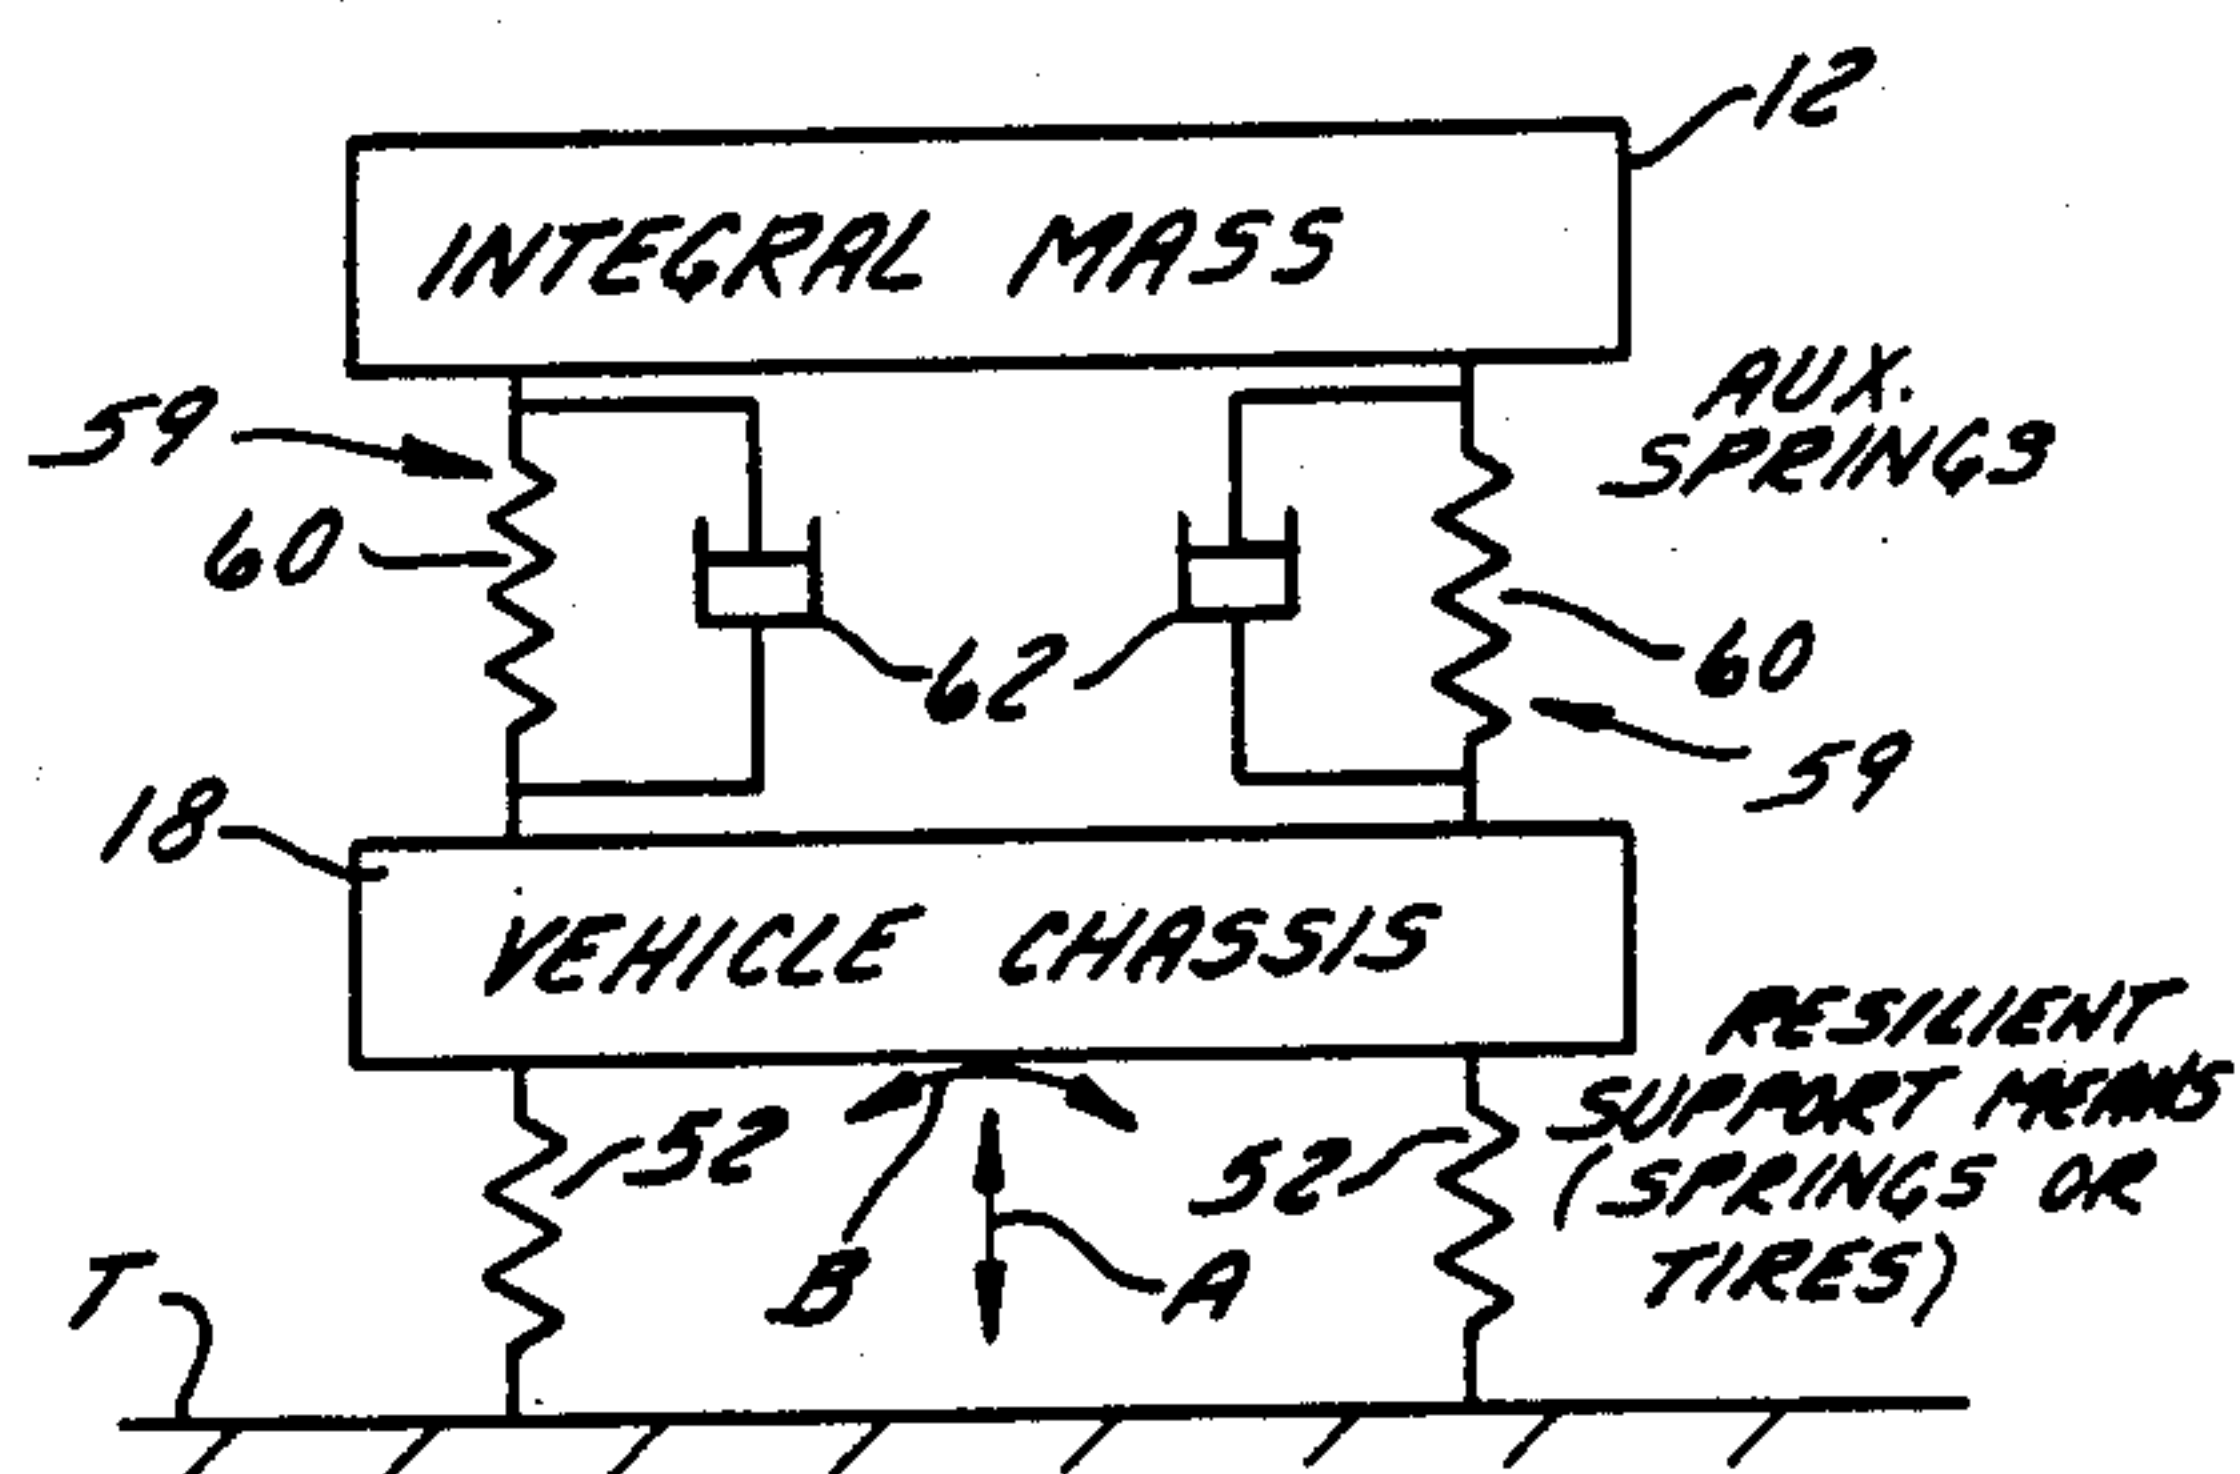 12
INTEGRAL MASS
AUX.
SPRINGS
59
60
62
60
59
18
VEHICLE CHASSIS
RESILIENT
SUPPORT MEANS
(SPRINGS OR
TIRES)
52
52
B
A
T